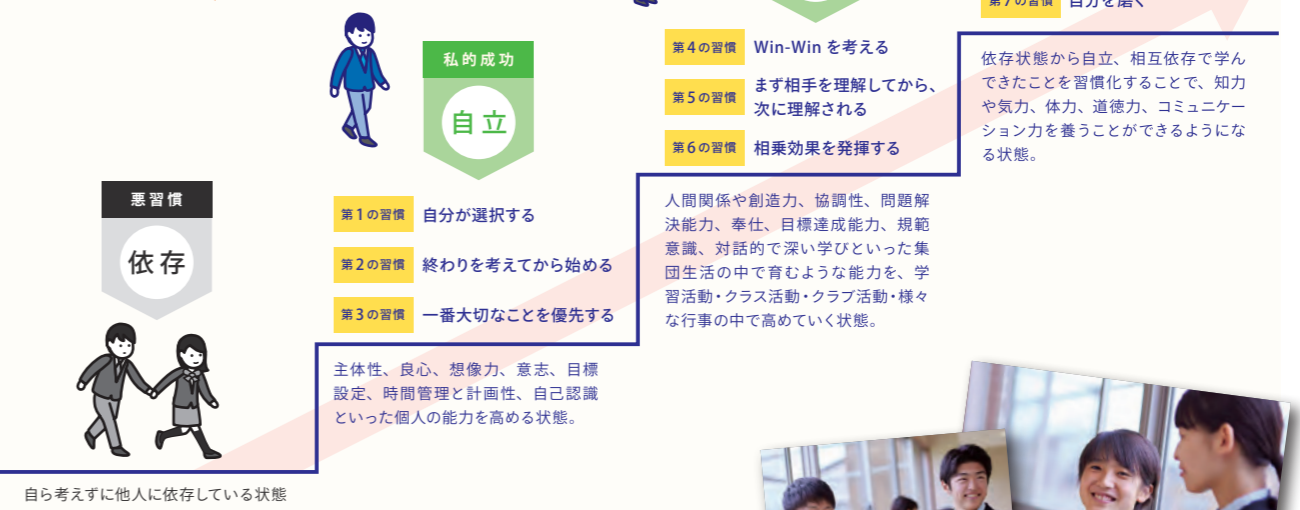 悪習慣
依存
自ら考えずに他人に依存している状態
私的成功
自立
第1の習慣 自分が選択する
第2の習慣 終わりを考えてから始める
第3の習慣 一番大切なことを優先する
主体性、良心、想像力、意志、目標
設定、時間管理と計画性、自己認識
といった個人の能力を高める状態。
第4の習慣 Win-Win を考える
第5の習慣 まず相手を理解してから、
次に理解される
第6の習慣 相乗効果を発揮する
人間関係や創造力、協調性、問題解
決能力、奉仕、目標達成能力、規範
意識、対話的で深い学びといった集
団生活の中で育むような能力を、学
習活動・クラス活動・クラブ活動・様々
な行事の中で高めていく状態。
第7の習慣 自分を磨く
依存状態から自立、相互依存で学ん
できたことを習慣化することで、知力
や気力、体力、道徳力、コミュニケー
ション力を養うことができるようにな
る状態。